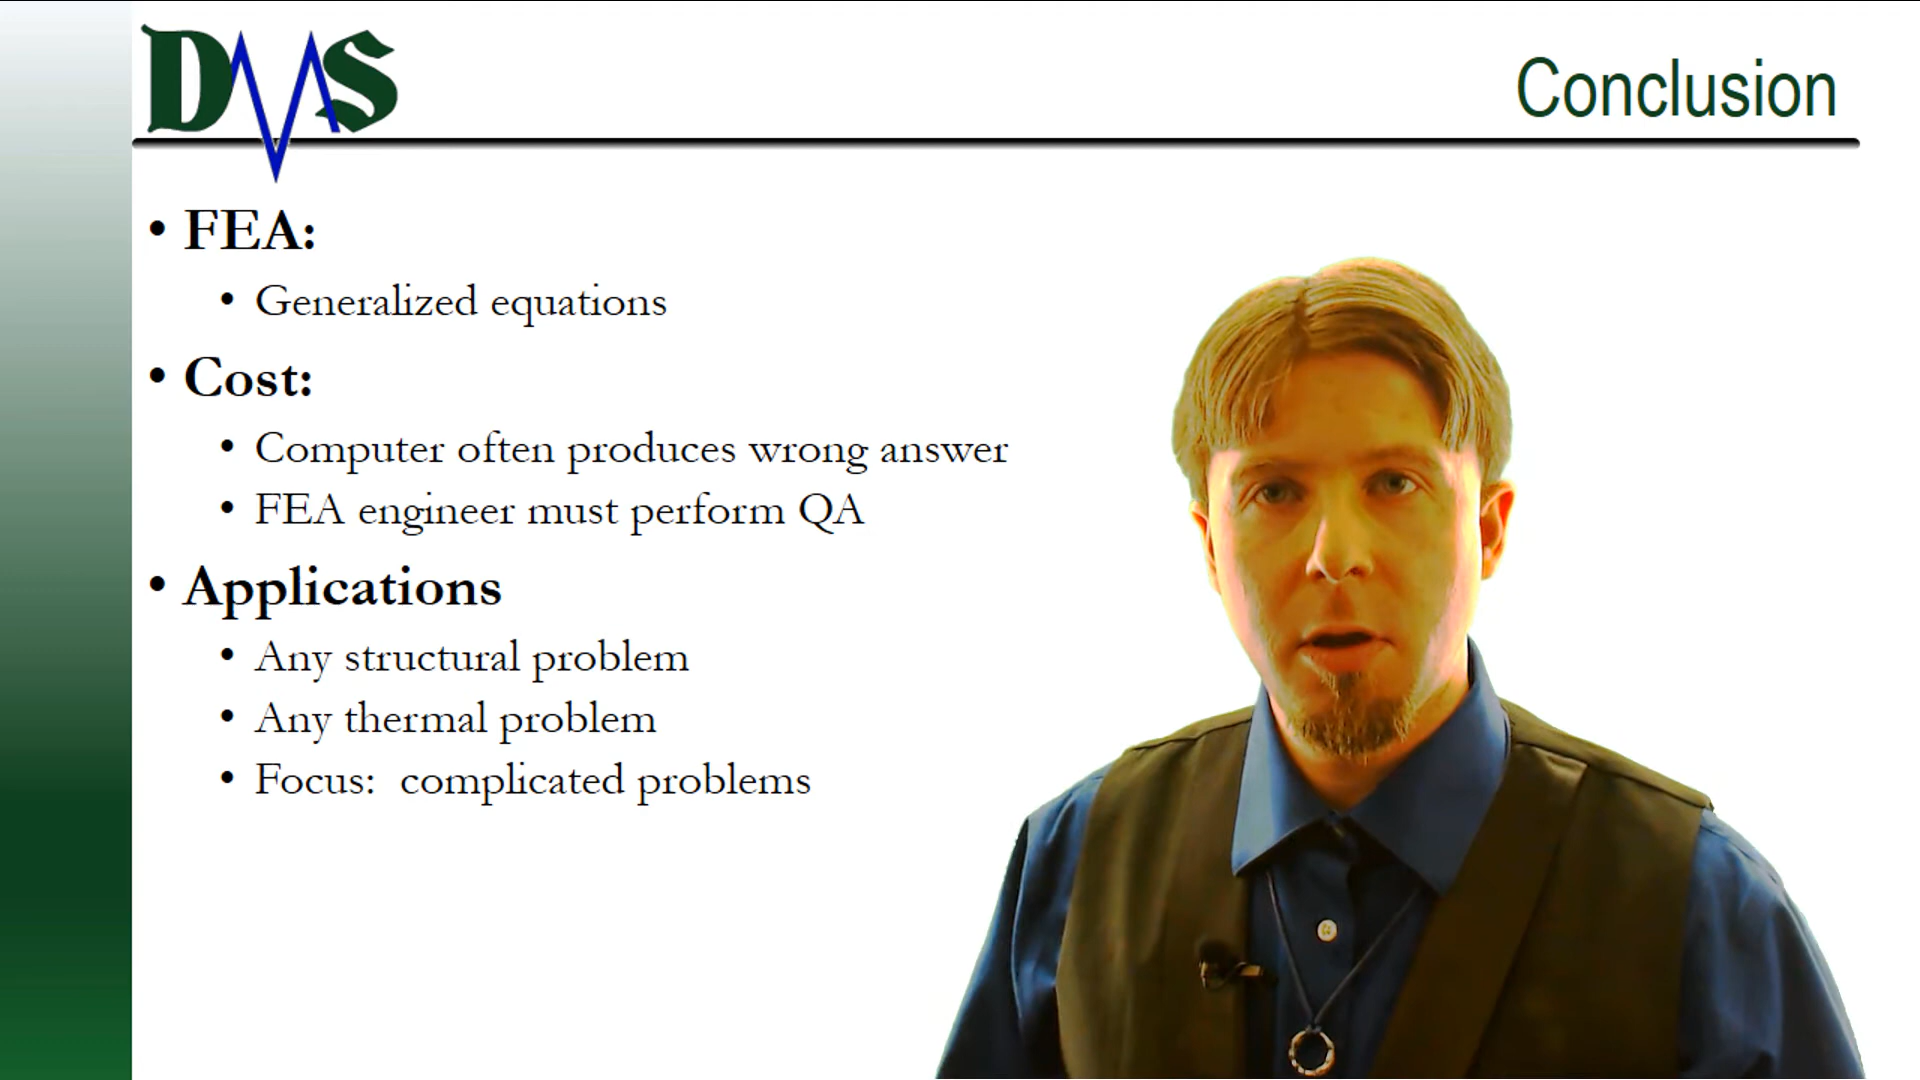 DMS
Conclusion
• FEA:
• Generalized equations
• Cost:
• Computer often produces wrong answer
• FEA engineer must perform QA
• Applications
• Any structural problem
• Any thermal problem
• Focus:  complicated problems